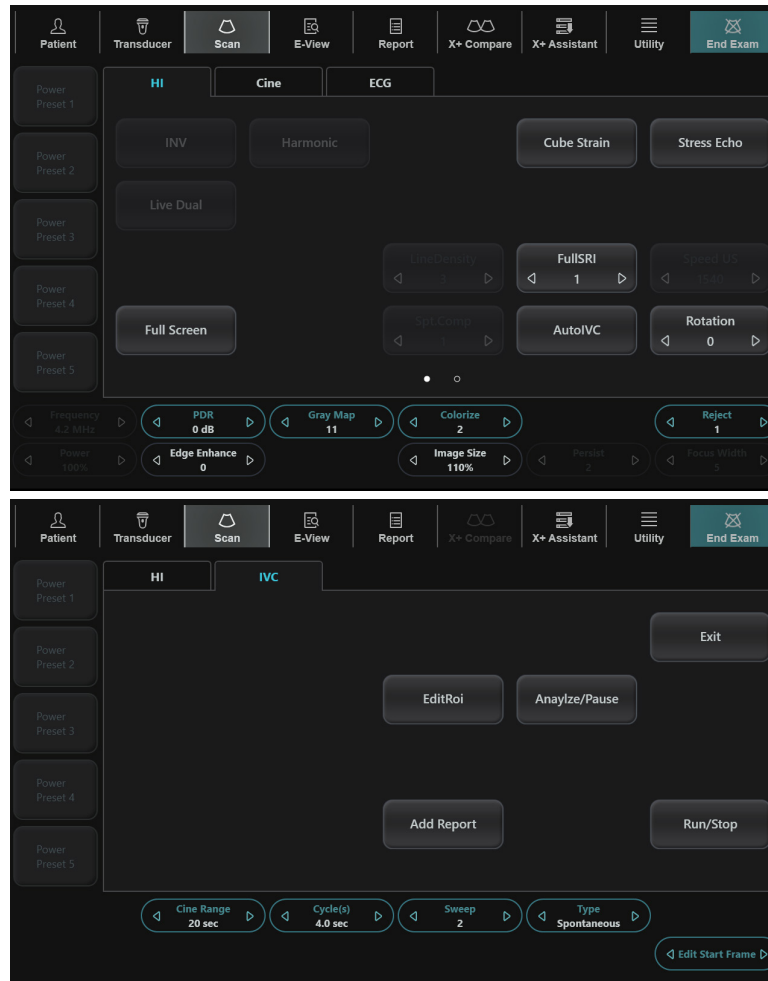 Patient Transducer Scan E-View Report X+ Compare X+ Assistant Utility End Exam
HI Cine ECG
Power
Preset 1
INV Harmonic Cube Strain Stress Echo
Power
Preset 2
Live Dual
Power
Preset 3
LineDensity FullSRI Speed US
3 1 1540
Power
Preset 4
Full Screen Spt.Comp AutoIVC Rotation
1 0
Power
Preset 5
Frequency PDR Gray Map Colorize Reject
4.2 MHz 0 dB 11 2 1
Power Edge Enhance Image Size Persist Focus Width
100% 0 110% 2 5
Patient Transducer Scan E-View Report X+ Compare X+ Assistant Utility End Exam
HI IVC
Power
Preset 1
Exit
Power
Preset 2
EditRoi Anaylze/Pause
Power
Preset 3
Power
Preset 4
Add Report Run/Stop
Power
Preset 5
Cine Range Cycle(s) Sweep Type
20 sec 4.0 sec 2 Spontaneous
Edit Start Frame